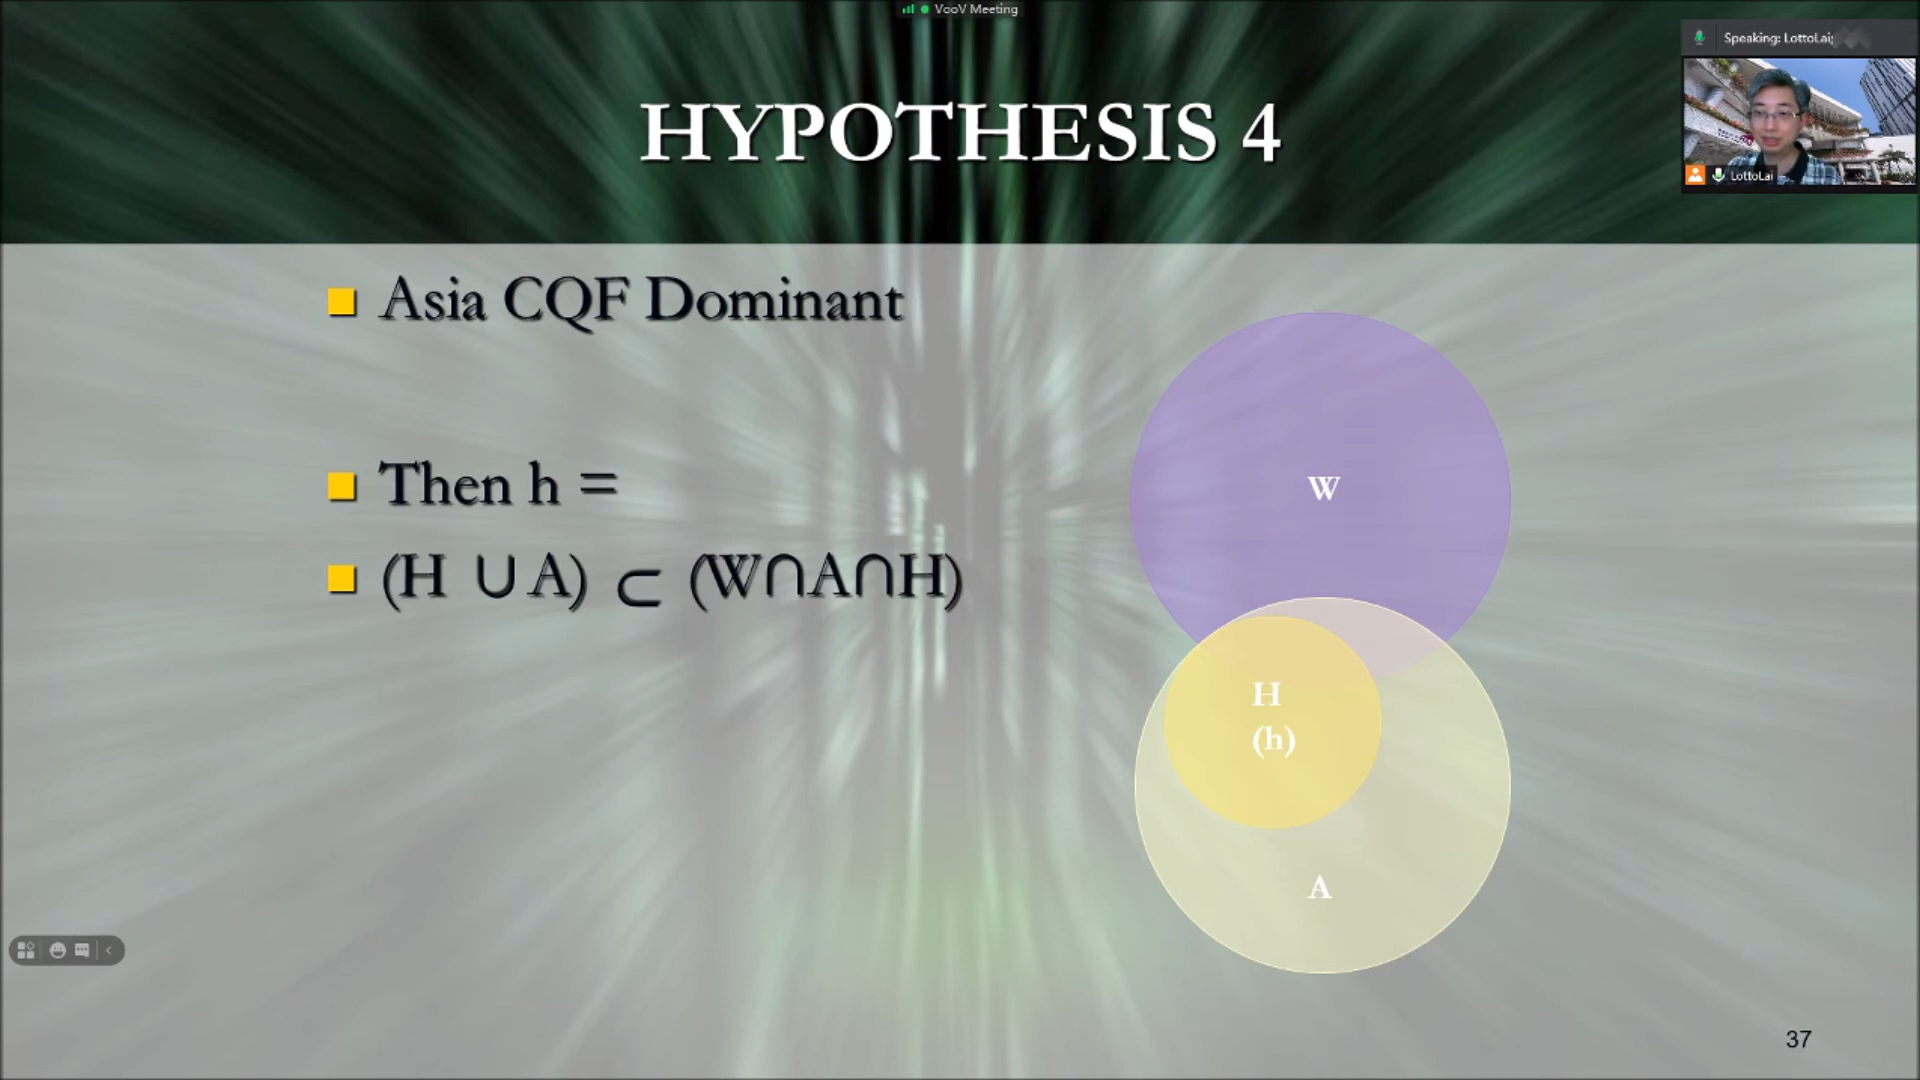 VooV Meeting
Speaking: LottoLai;
HYPOTHESIS 4
LottoLai
Asia CQF Dominant
Then h =
(H ∪ A) ⊂ (W∩A∩H)
W
H
(h)
A
37